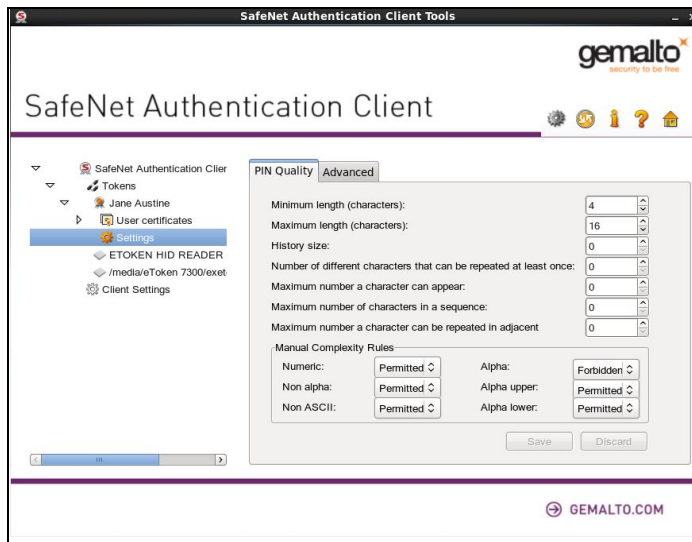 SafeNet Authentication Client Tools
gemalto
security to be free
SafeNet Authentication Client
SafeNet Authentication Clier
Tokens
Jane Austine
User certificates
Settings
ETOKEN HID READER
/media/eToken 7300/exet
Client Settings
PIN Quality Advanced
Minimum length (characters): 4
Maximum length (characters): 16
History size: 0
Number of different characters that can be repeated at least once: 0
Maximum number a character can appear: 0
Maximum number of characters in a sequence: 0
Maximum number a character can be repeated in adjacent 0
Manual Complexity Rules
Numeric: Permitted Alpha: Forbidden
Non alpha: Permitted Alpha upper: Permitted
Non ASCII: Permitted Alpha lower: Permitted
Save Discard
GEMALTO.COM